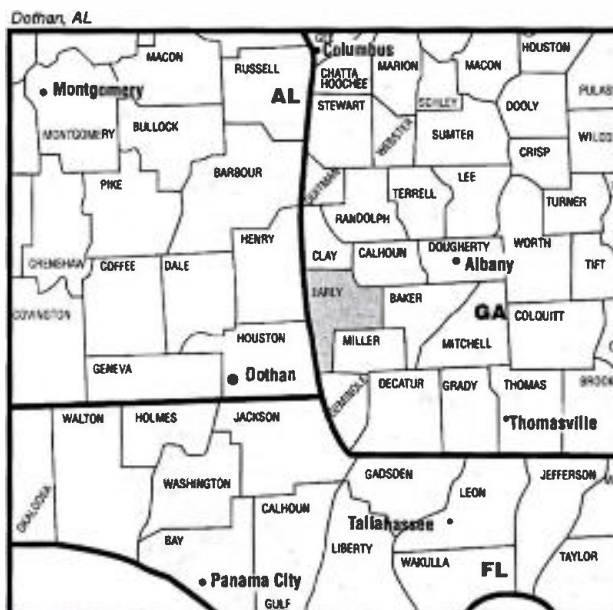 Dothan, AL
Columbus
MACON
RUSSELL
CHATTA
HOOCHEE
MARION
MACON
HOUSTON
Montgomery
AL
STEWART
SCHLEY
DOOLY
MONTGOMERY
BULLOCK
WEBSTER
SUMTER
CRISP
BARBOUR
PIKE
QUITMAN
TERRELL
LEE
TURNER
RANDOLPH
HENRY
CLAY
CALHOUN
DOUGHERTY
WORTH
CRENSHAW
COFFEE
DALE
Albany
TIFT
EARLY
BAKER
COVINGTON
GA
COLQUITT
HOUSTON
MILLER
MITCHELL
GENEVA
Dothan
SEMINOLE
DECATUR
GRADY
THOMAS
WALTON
HOLMES
JACKSON
Thomasville
GADSDEN
JEFFERSON
WASHINGTON
LEON
OKALOOSA
CALHOUN
Tallahassee
BAY
LIBERTY
WAKULLA
TAYLOR
Panama City
FL
GULF